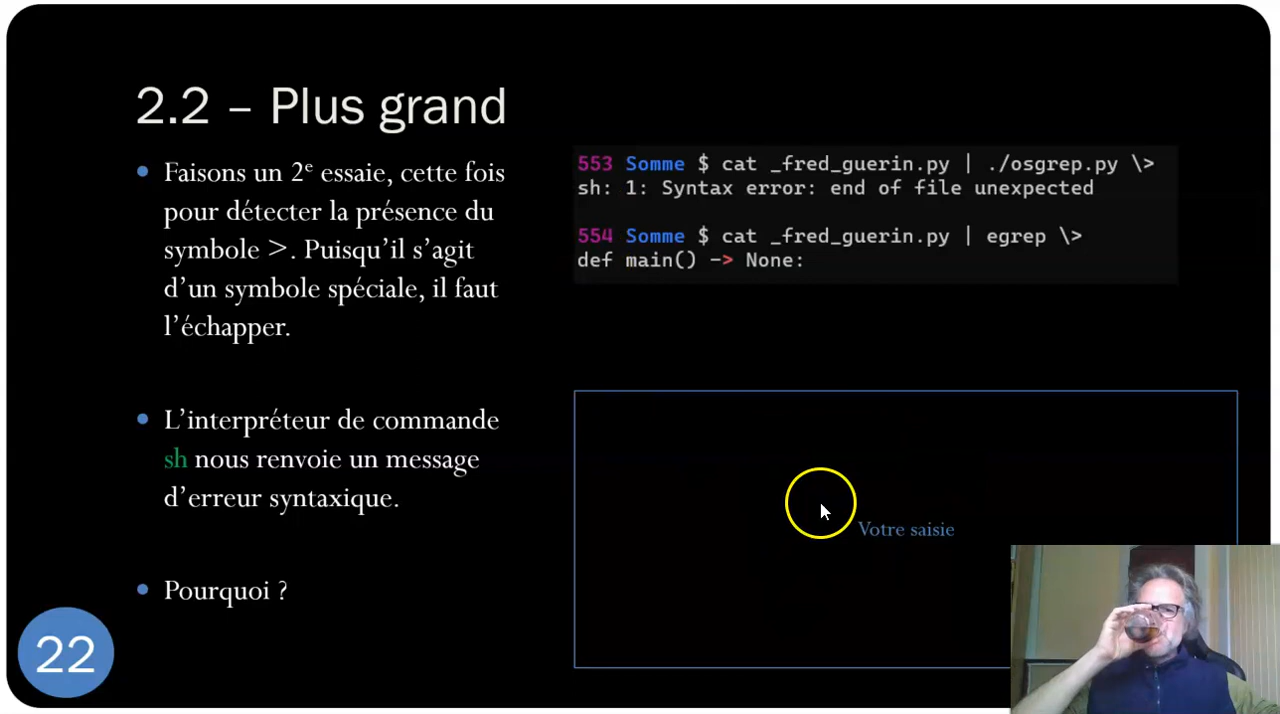 2.2 – Plus grand
Faisons un 2e essaie, cette fois
pour détecter la présence du
symbole >. Puisqu'il s'agit
d'un symbole spéciale, il faut
l'échapper.
L'interpréteur de commande
sh nous renvoie un message
d'erreur syntaxique.
Pourquoi ?
22
553 Somme $ cat _fred_guerin.py | ./osgrep.py \>
sh: 1: Syntax error: end of file unexpected
554 Somme $ cat _fred_guerin.py | egrep \>
def main() -> None:
Votre saisie